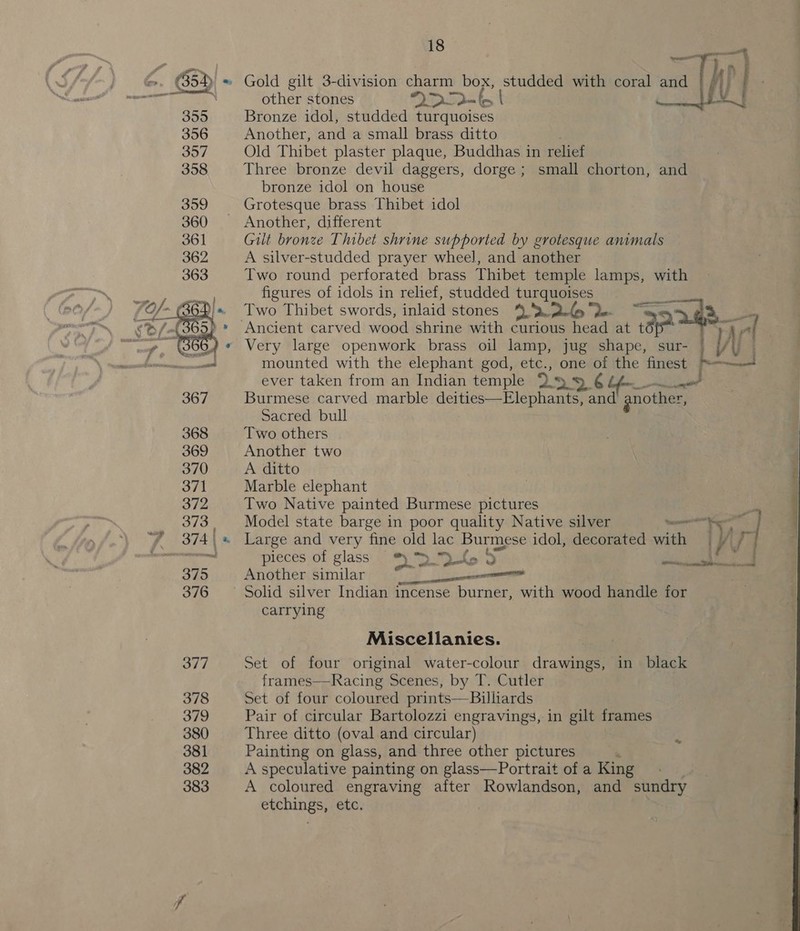 18
354 Gold gilt 3-division charm box, studded with coral and W
other stones 22261
355 Bronze idol, studded turquoises
356 Another, and a small brass ditto
357 Old Thibet plaster plaque, Buddhas in relief
358 Three bronze devil daggers, dorge; small chorton, and
bronze idol on house
359 Grotesque brass Thibet idol
360 Another, different
361 Gilt bronze Thibet shrine supported by grotesque animals
362 A silver-studded prayer wheel, and another
363 Two round perforated brass Thibet temple lamps, with
figures of idols in relief, studded turquoises
70/- 364 Two Thibet swords, inlaid stones 22262
365 Ancient carved wood shrine with curious head at top
366 Very large openwork brass oil lamp, jug shape, sur- W
mounted with the elephant god, etc., one of the finest
ever taken from an Indian temple 22264
367 Burmese carved marble deities—Elephants, and another,
Sacred bull
368 Two others
369 Another two
370 A ditto
371 Marble elephant
372 Two Native painted Burmese pictures
373 Model state barge in poor quality Native silver
374 Large and very fine old lac Burmese idol, decorated with W
pieces of glass 22265
375 Another similar
376 Solid silver Indian incense burner, with wood handle for
carrying
Miscellanies.
377 Set of four original water-colour drawings, in black
frames—Racing Scenes, by T. Cutler
378 Set of four coloured prints—Billiards
379 Pair of circular Bartolozzi engravings, in gilt frames
380 Three ditto (oval and circular)
381 Painting on glass, and three other pictures
382 A speculative painting on glass—Portrait of a King
383 A coloured engraving after Rowlandson, and sundry
etchings, etc.